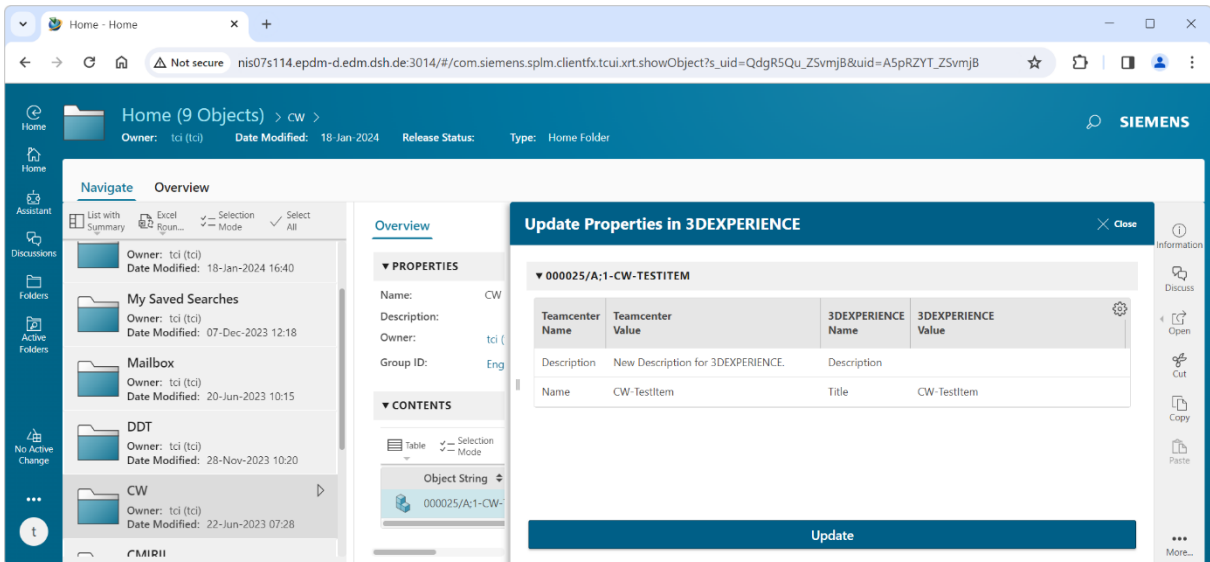 Home - Home
Not secure nis07s114.epdm-d.edm.dsh.de:3014/#/com.siemens.splm.clientfx.tcui.xrt.showObject?s_uid=QdgR5Qu_ZSvmjB&uid=A5pRZYT_ZSvmjB
Home
Home
Assistant
Discussions
Folders
Active
Folders
No Active
Change
t
Home (9 Objects) > CW >
Owner: tci (tci) Date Modified: 18-Jan-2024 Release Status: Type: Home Folder
SIEMENS
Navigate Overview
List with
Summary
Excel
Roun...
Selection
Mode
Select
All
Owner: tci (tci)
Date Modified: 18-Jan-2024 16:40
My Saved Searches
Owner: tci (tci)
Date Modified: 07-Dec-2023 12:18
Mailbox
Owner: tci (tci)
Date Modified: 20-Jun-2023 10:15
DDT
Owner: tci (tci)
Date Modified: 28-Nov-2023 10:20
CW
Owner: tci (tci)
Date Modified: 22-Jun-2023 07:28
Overview
PROPERTIES
Name: CW
Description:
Owner: tci (
Group ID: Eng
CONTENTS
Table
Selection
Mode
Object String
000025/A;1-CW-
Update Properties in 3DEXPERIENCE
Close
000025/A;1-CW-TESTITEM
Teamcenter Name
Teamcenter Value
3DEXPERIENCE Name
3DEXPERIENCE Value
Description New Description for 3DEXPERIENCE. Description
Name CW-TestItem Title CW-TestItem
Update
Information
Discuss
Open
Cut
Copy
Paste
More...